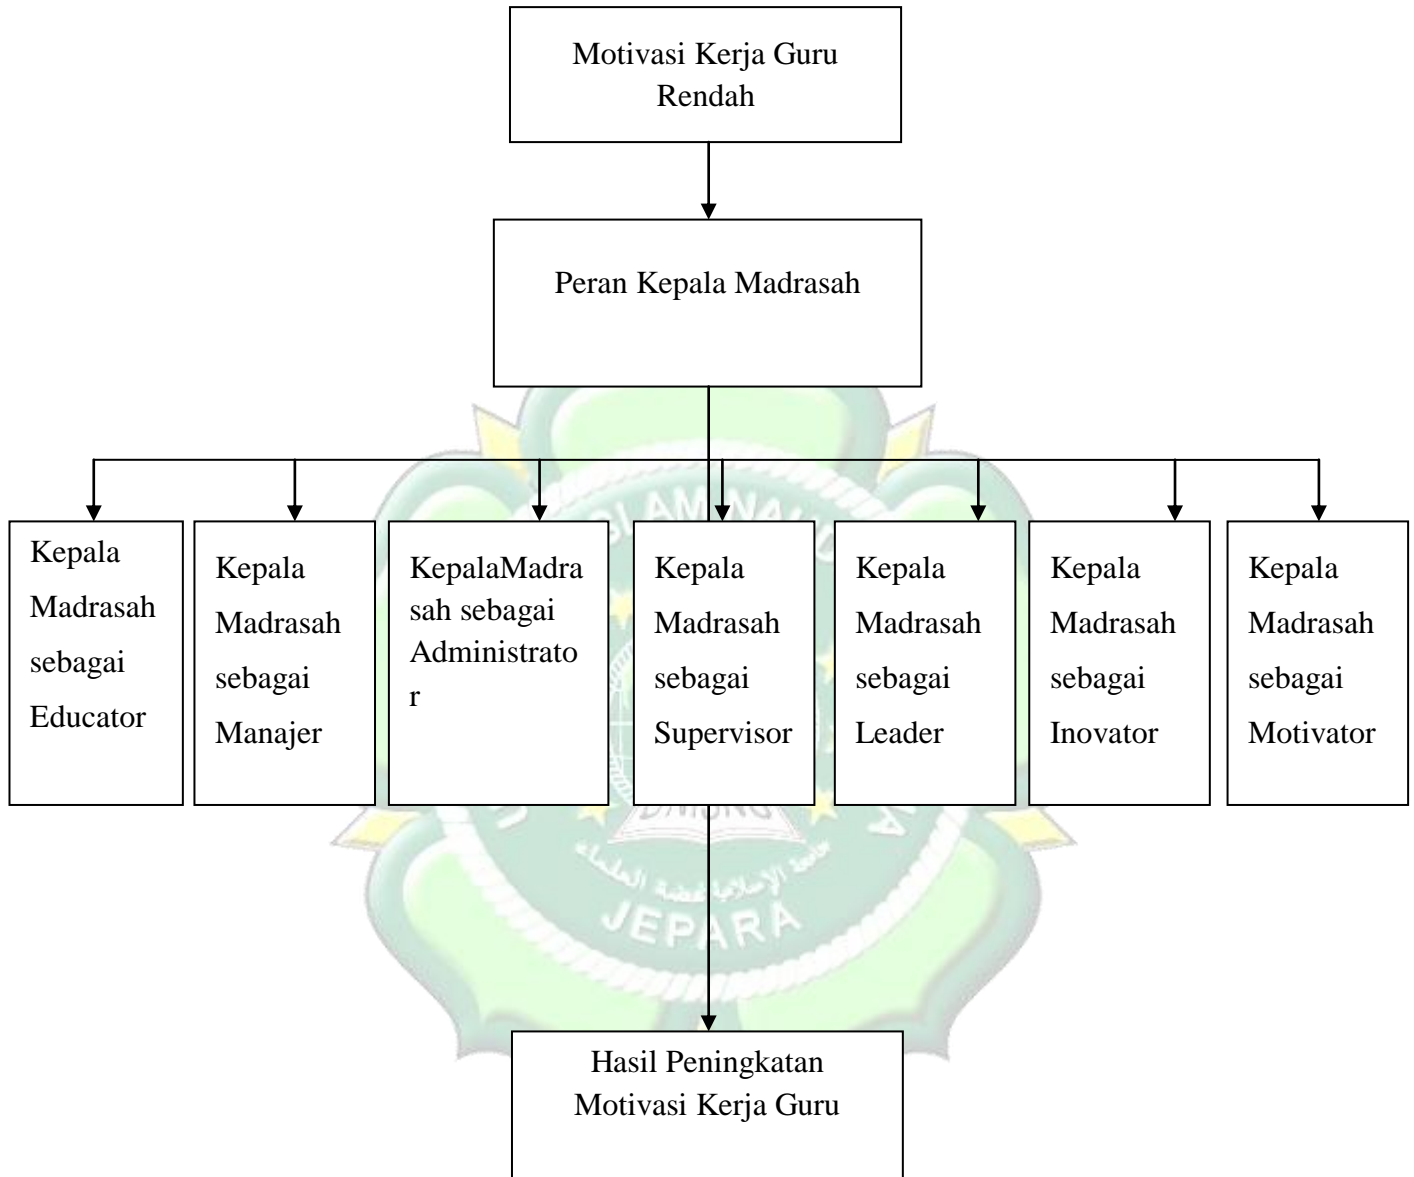 Motivasi Kerja Guru
Rendah
Peran Kepala Madrasah
Kepala
Madrasah
sebagai
Educator
Kepala
Madrasah
sebagai
Manajer
KepalaMadra
sah sebagai
Administrato
r
Kepala
Madrasah
sebagai
Supervisor
Kepala
Madrasah
sebagai
Leader
Kepala
Madrasah
sebagai
Inovator
Kepala
Madrasah
sebagai
Motivator
JEPARA
Hasil Peningkatan
Motivasi Kerja Guru